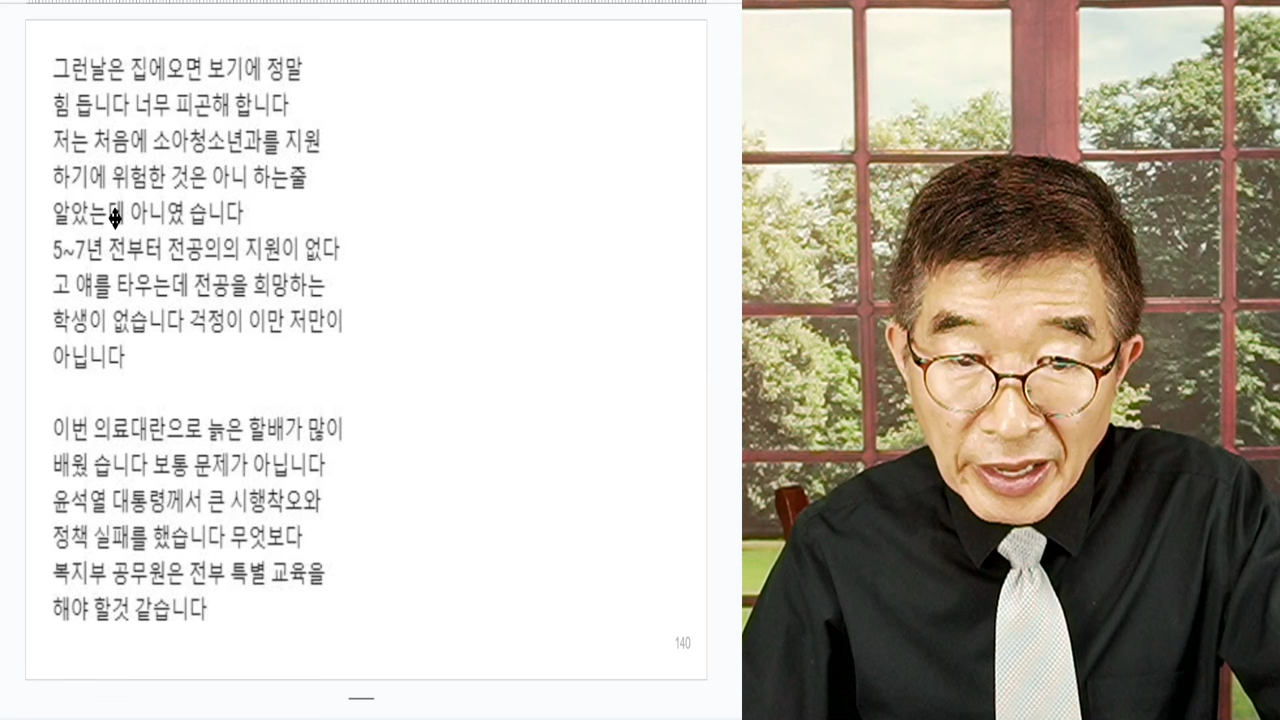 그런날은 집에오면 보기에 정말
힘 듭니다 너무 피곤해 합니다
저는 처음에 소아청소년과를 지원
하기에 위험한 것은 아니 하는줄
알았는데 아니였 습니다
5~7년 전부터 전공의의 지원이 없다
고 얘를 타우는데 전공을 희망하는
학생이 없습니다 걱정이 이만 저만이
아닙니다
이번 의료대란으로 늙은 할배가 많이
배웠 습니다 보통 문제가 아닙니다
윤석열 대통령께서 큰 시행착오와
정책 실패를 했습니다 무엇보다
복지부 공무원은 전부 특별 교육을
해야 할것 같습니다
140